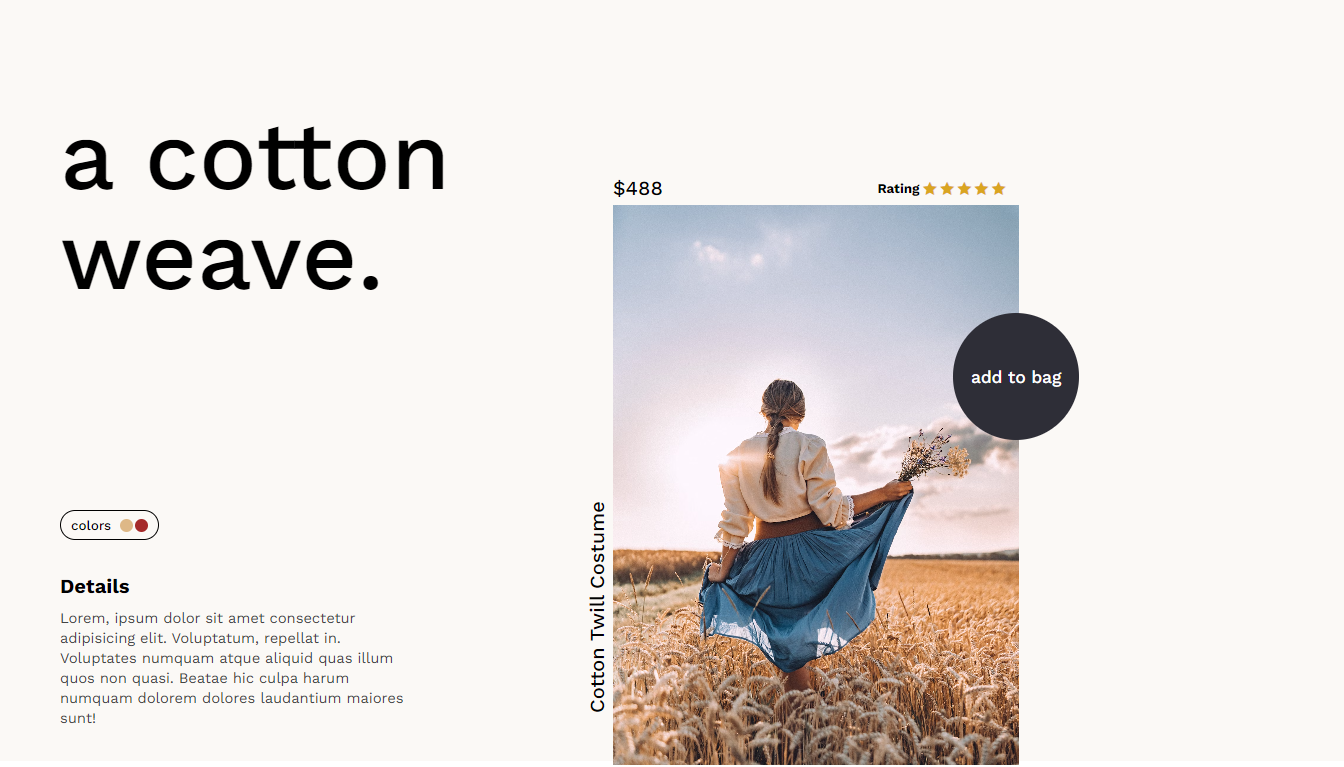 a cotton
weave.
colors
Details
Lorem, ipsum dolor sit amet consectetur
adipisicing elit. Voluptatum, repellat in.
Voluptates numquam atque aliquid quas illum
quos non quasi. Beatae hic culpa harum
numquam dolorem dolores laudantium maiores
sunt!
$488
Rating
Cotton Twill Costume
add to bag